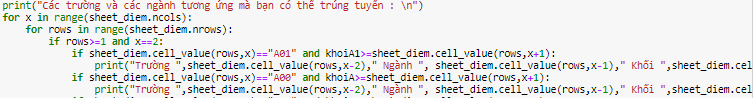 print("Các trường và các ngành tương ứng mà bạn có thể trúng tuyển : \n")
for x in range(sheet_diem.ncols):
    for rows in range(sheet_diem.nrows):
        if rows>=1 and x==2:
            if sheet_diem.cell_value(rows,x)=="A01" and khoiA1>=sheet_diem.cell_value(rows,x+1):
                print("Trường ",sheet_diem.cell_value(rows,x-2)," Ngành ", sheet_diem.cell_value(rows,x-1)," Khối ",sheet_diem.cel
            if sheet_diem.cell_value(rows,x)=="A00" and khoiA>=sheet_diem.cell_value(rows,x+1):
                print("Trường ",sheet_diem.cell_value(rows,x-2)," Ngành ", sheet_diem.cell_value(rows,x-1)," Khối ",sheet_diem.cel